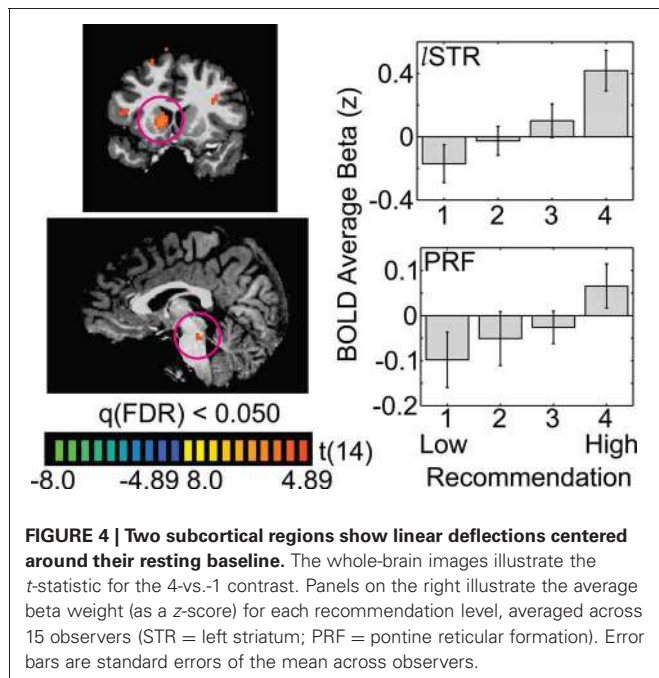 lSTR
0.4
0
-0.4
1 2 3 4
BOLD Average Beta (z)
PRF
0.1
0
-0.1
-0.2
1 2 3 4
Low High
Recommendation
q(FDR) < 0.050
t(14)
-8.0 -4.89 8.0 4.89
FIGURE 4 | Two subcortical regions show linear deflections centered
around their resting baseline. The whole-brain images illustrate the
t-statistic for the 4-vs.-1 contrast. Panels on the right illustrate the average
beta weight (as a z-score) for each recommendation level, averaged across
15 observers (STR = left striatum; PRF = pontine reticular formation). Error
bars are standard errors of the mean across observers.